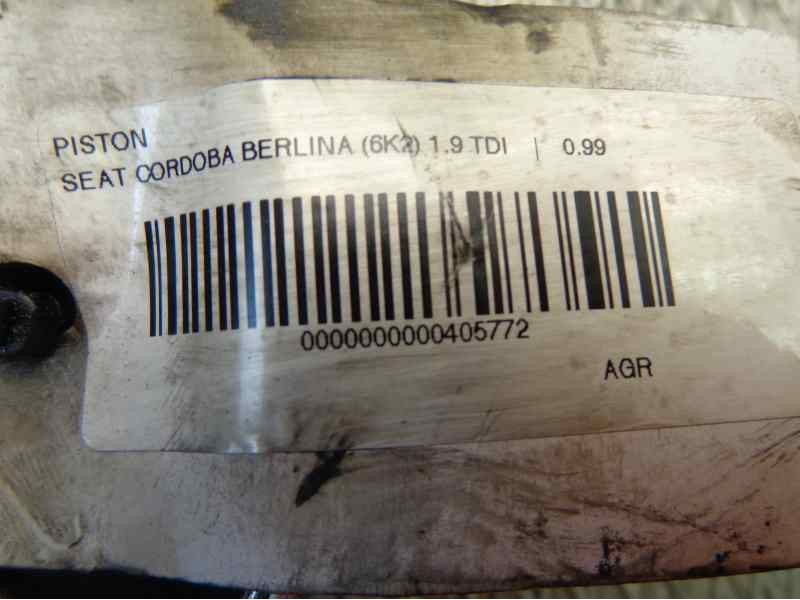 PISTON
SEAT CORDOBA BERLINA (6K2) 1.9 TDI | 0.99
0000000000405772
AGR